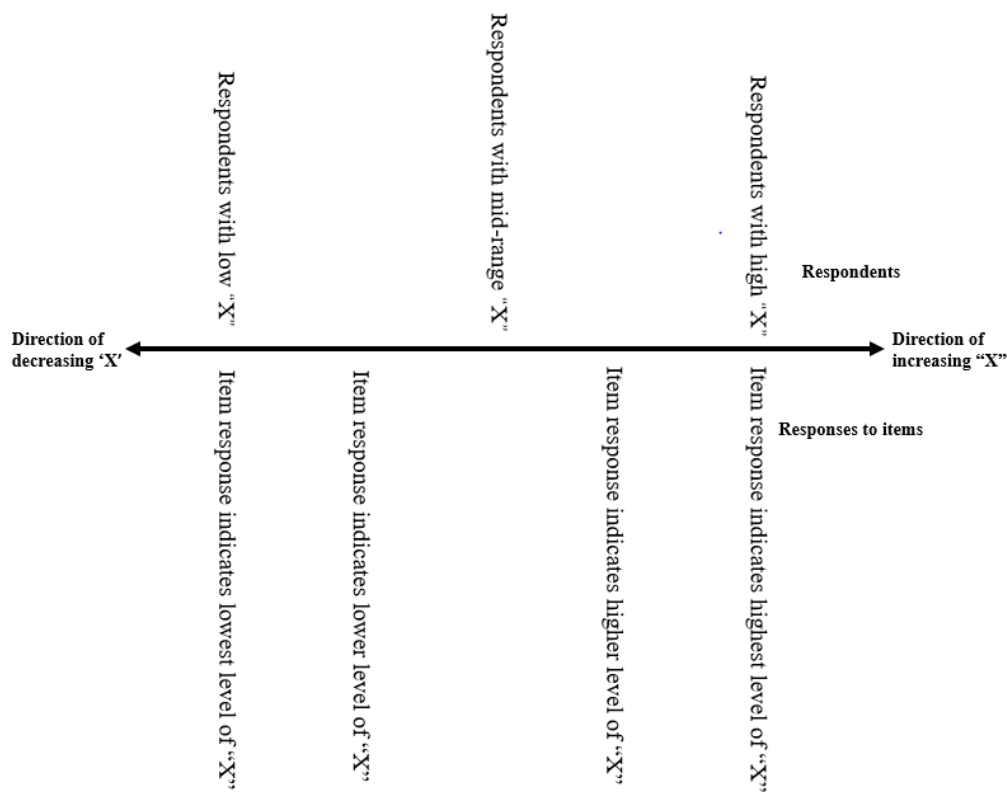 Respondents with low “X”
Respondents with mid-range “X”
Respondents with high “X”
Respondents
Direction of
decreasing ‘X’
Direction of
increasing “X”
Item response indicates lowest level of “X”
Item response indicates lower level of “X”
Item response indicates higher level of “X”
Item response indicates highest level of “X”
Responses to items